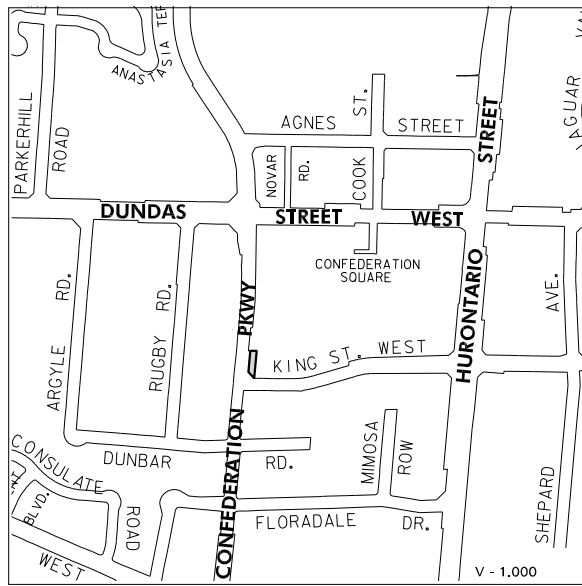 ANASTASIA TER
PARKERHILL
ROAD
AGNES STREET
ST.
COOK
NOVAR
RD.
STREET
JAGUAR VAL
DUNDAS STREET WEST
CONFEDERATION
SQUARE
HURONTARIO
AVE.
ARGYLE RD.
RUGBY RD.
PKWY
KING ST. WEST
CONFEDERATION
DUNBAR RD.
MIMOSA
ROW
CONSULATE
ROAD
BLVD.
WEST
FLORADALE DR.
SHEPARD
V - 1.000